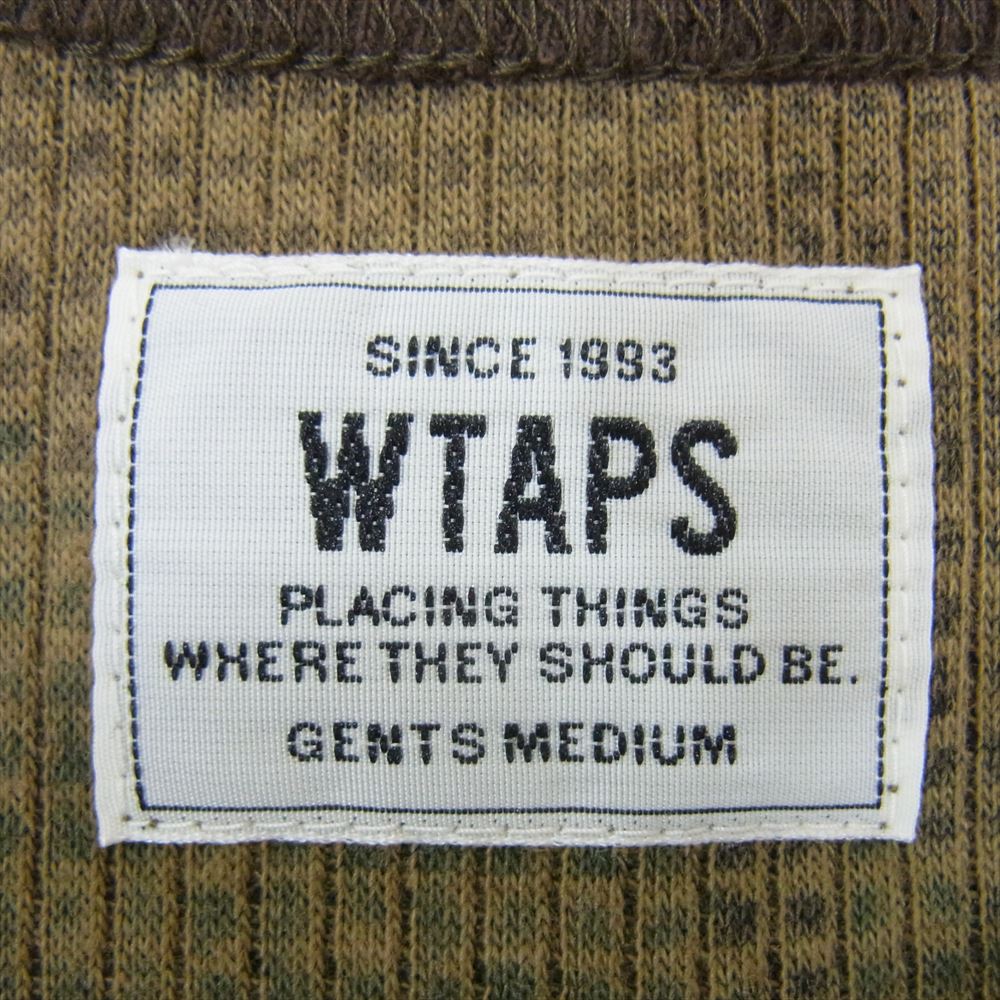 SINCE 1993
WTAPS
PLACING THINGS
WHERE THEY SHOULD BE.
GENTS MEDIUM